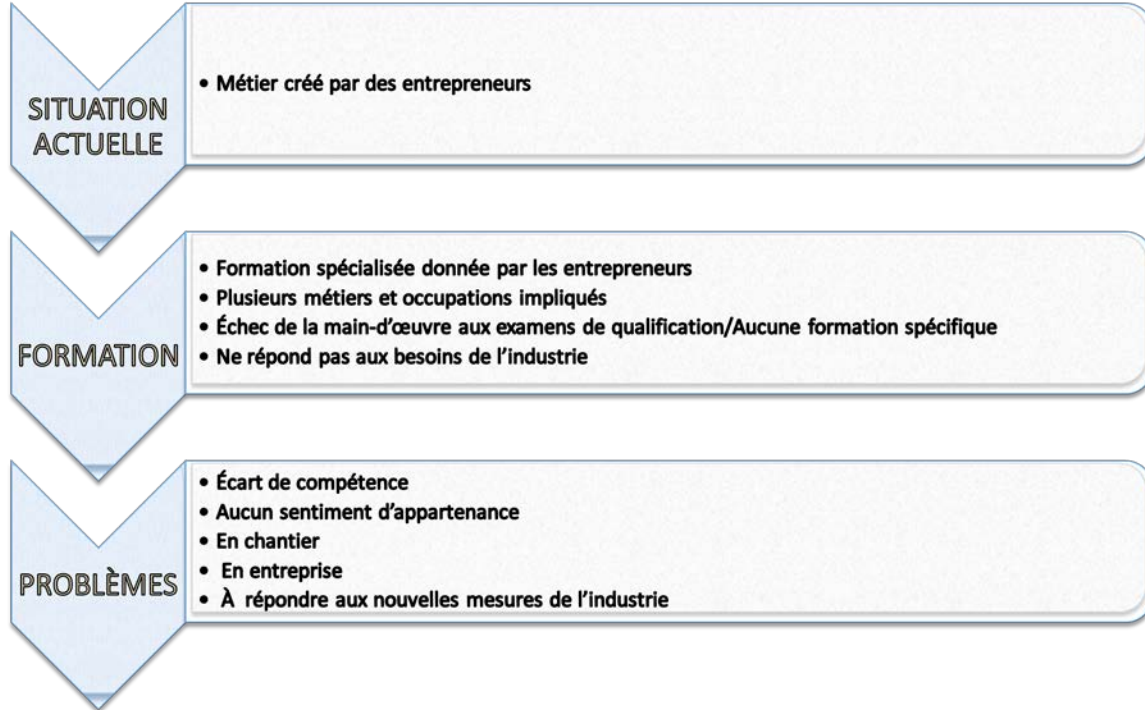 SITUATION
ACTUELLE
• Métier créé par des entrepreneurs
FORMATION
• Formation spécialisée donnée par les entrepreneurs
• Plusieurs métiers et occupations impliqués
• Échec de la main-d'œuvre aux examens de qualification/Aucune formation spécifique
• Ne répond pas aux besoins de l'industrie
PROBLÈMES
• Écart de compétence
• Aucun sentiment d'appartenance
• En chantier
• En entreprise
• À répondre aux nouvelles mesures de l'industrie